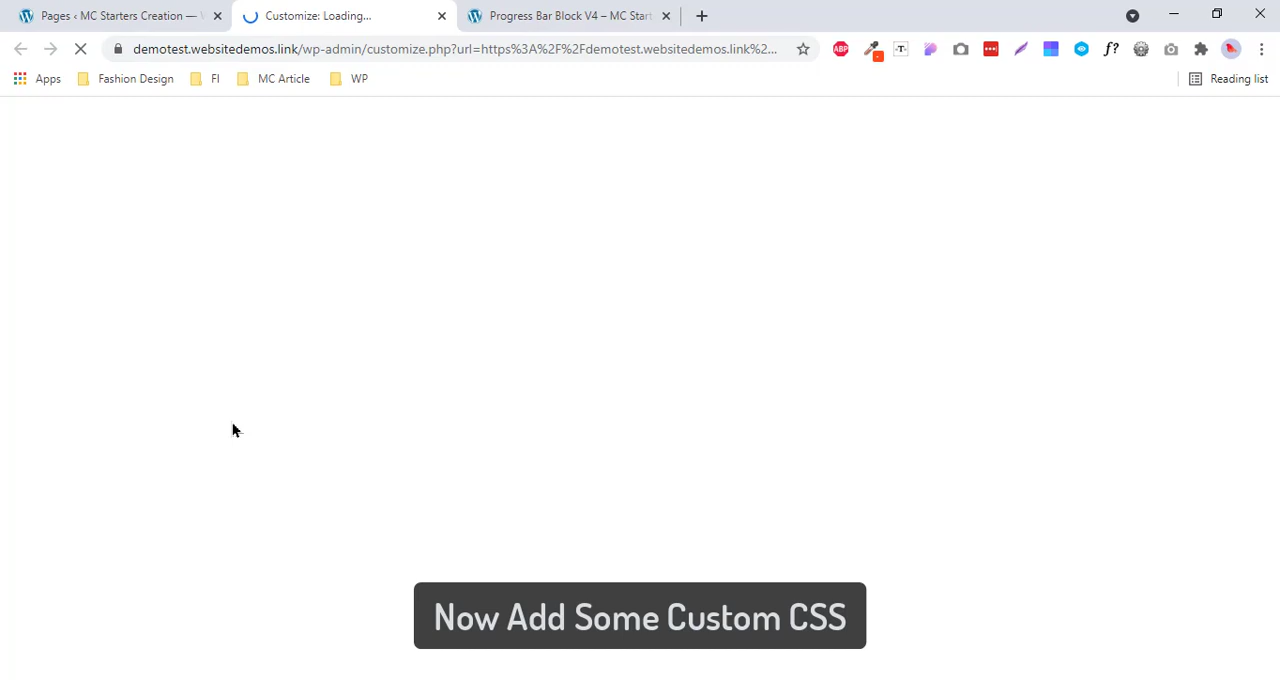 Pages ‹ MC Starters Creation —
Customize: Loading...
Progress Bar Block V4 – MC Start
demotest.websitedemos.link/wp-admin/customize.php?url=https%3A%2F%2Fdemotest.websitedemos.link%2...
ABP
-T-
f?
Apps
Fashion Design
FI
MC Article
WP
Reading list
Now Add Some Custom CSS